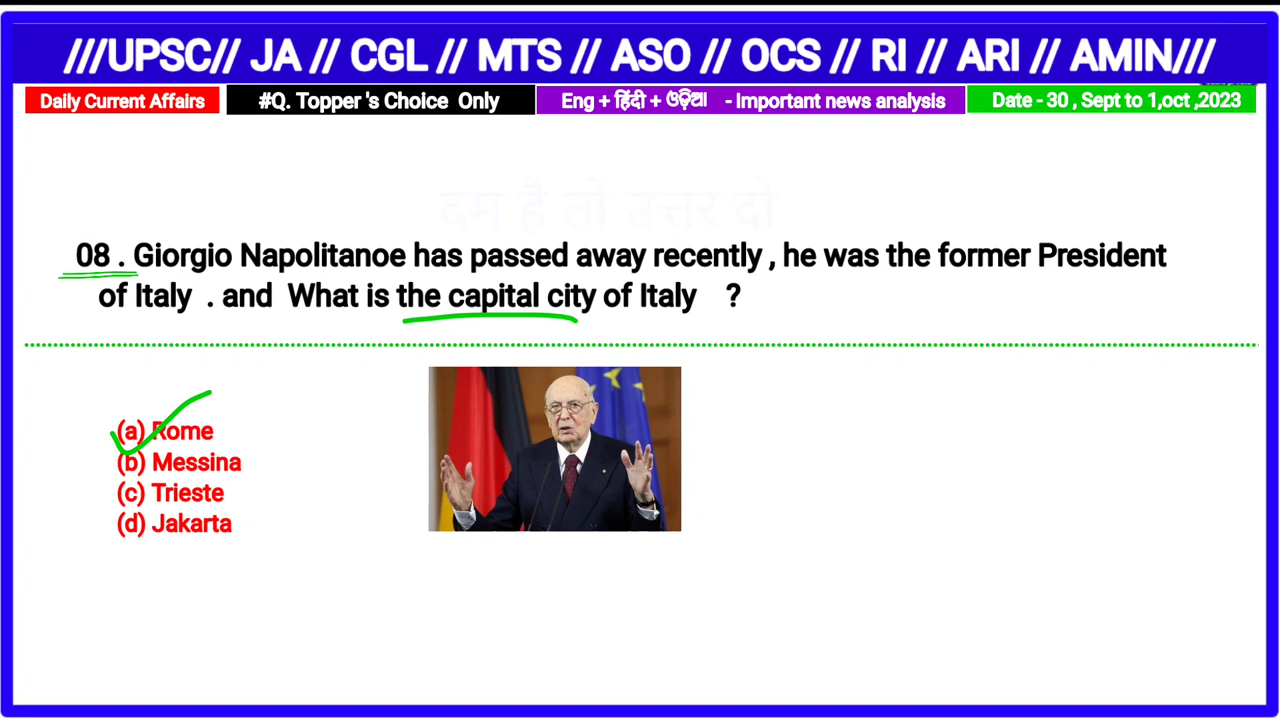 ///UPSC// JA // CGL // MTS // ASO // OCS // RI // ARI // AMIN///
Daily Current Affairs #Q. Topper 's Choice Only Eng + हिंदी + ଓଡ଼ିଆ - Important news analysis Date - 30 , Sept to 1,oct ,2023
दम है तो उत्तर दो
08 . Giorgio Napolitanoe has passed away recently , he was the former President
of Italy . and What is the capital city of Italy ?
(a) Rome
(b) Messina
(c) Trieste
(d) Jakarta